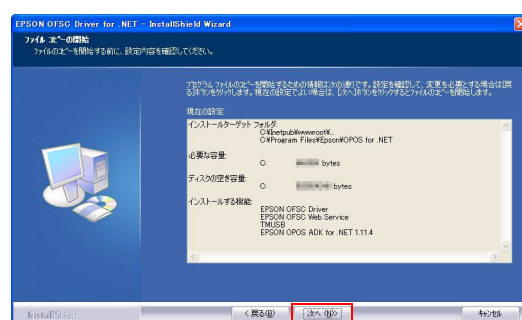 EPSON OFSC Driver for .NET - InstallShield Wizard
ﾌｧｲﾙ ｺﾋﾟｰの開始
ﾌｧｲﾙのｺﾋﾟｰを開始する前に、設定内容を確認してください。
ﾌﾟﾛｸﾞﾗﾑ ﾌｧｲﾙのｺﾋﾟｰを開始するための情報は次の通りです。設定を確認して、変更を必要とする場合は[戻
る]ﾎﾞﾀﾝをｸﾘｯｸします。現在の設定でよい場合は、[次へ]ﾎﾞﾀﾝをｸﾘｯｸするとﾌｧｲﾙのｺﾋﾟｰを開始します。
現在の設定:
インストールターゲット フォルダ:
C:¥Inetpub¥wwwroot¥..
C:¥Program Files¥Epson¥OPOS for .NET
必要な容量:
C: bytes
ディスクの空き容量:
C: bytes
インストールする機能:
EPSON OFSC Driver
EPSON OFSC Web Service
TMUSB
EPSON OPOS ADK for .NET 1.11.4
InstallShield
< 戻る(B)
次へ (N)>
ｷｬﾝｾﾙ